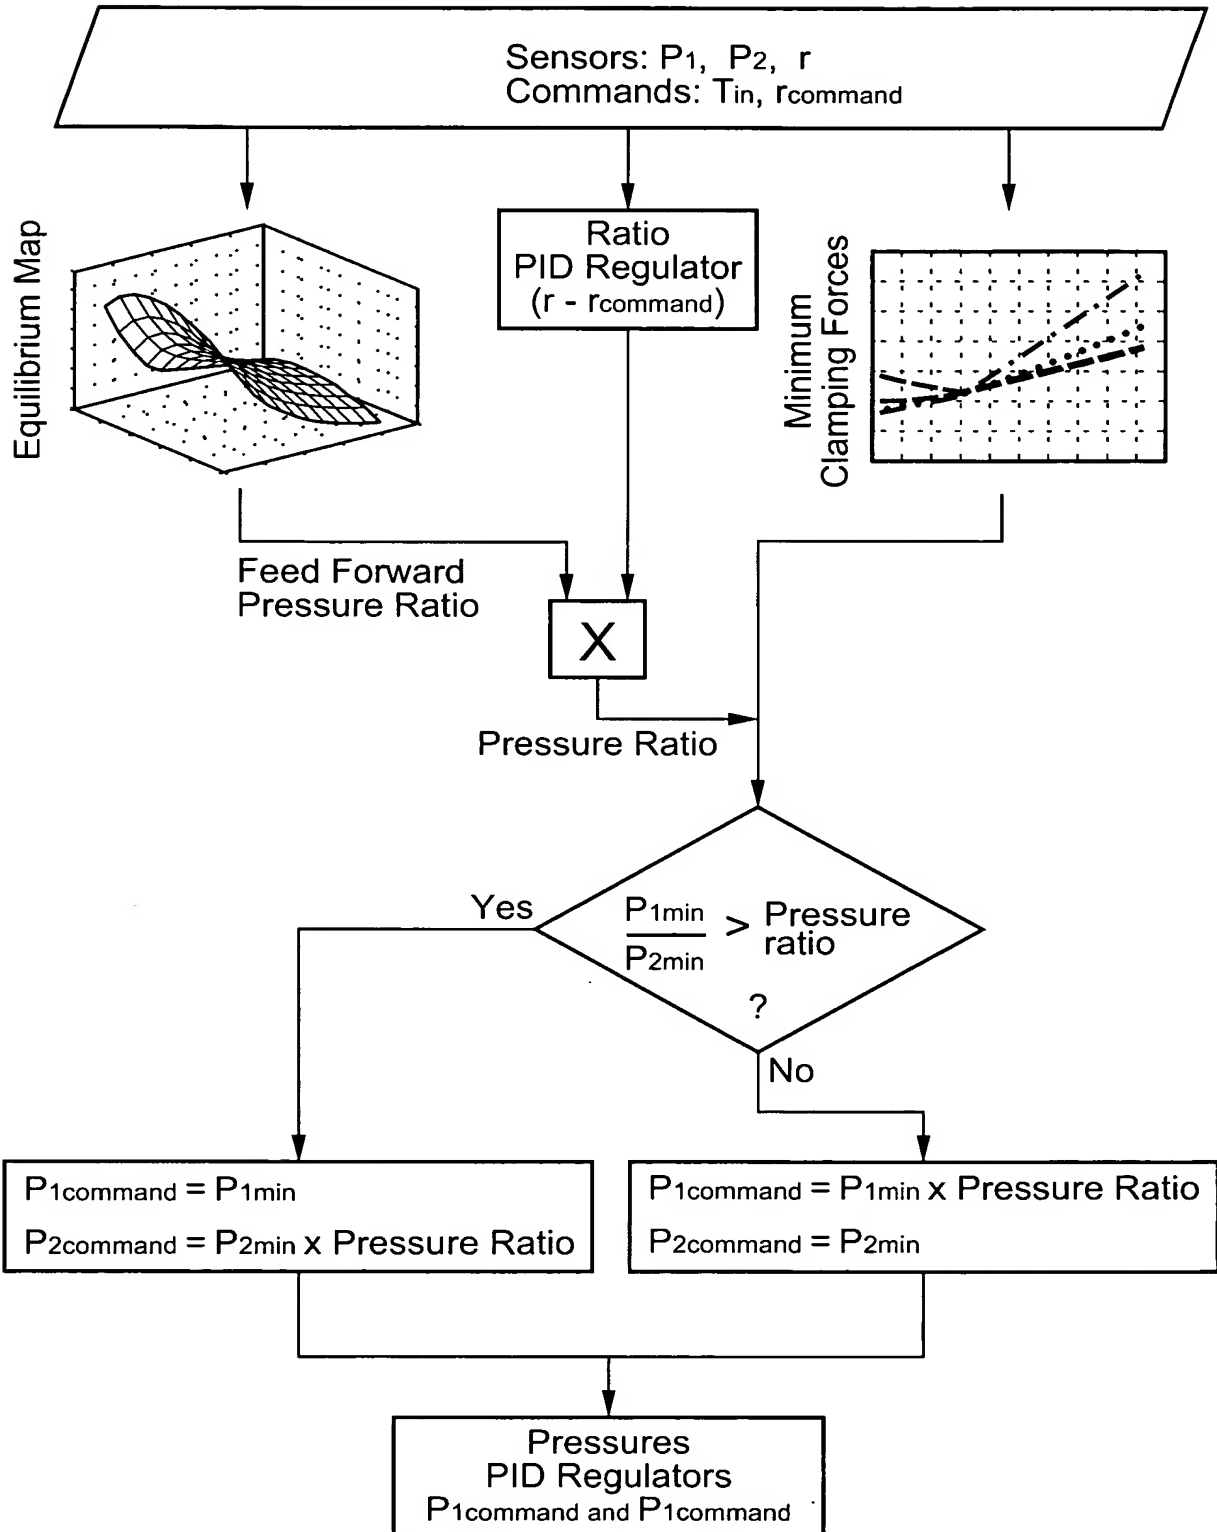 Sensors: P1, P2, r
Commands: Tin, rcommand
Equilibrium Map
Ratio
PID Regulator
(r - rcommand)
Minimum
Clamping Forces
Feed Forward
Pressure Ratio
X
Pressure Ratio
Yes
P1min
P2min
> Pressure
ratio
?
No
P1command = P1min
P2command = P2min x Pressure Ratio
P1command = P1min x Pressure Ratio
P2command = P2min
Pressures
PID Regulators
P1command and P1command